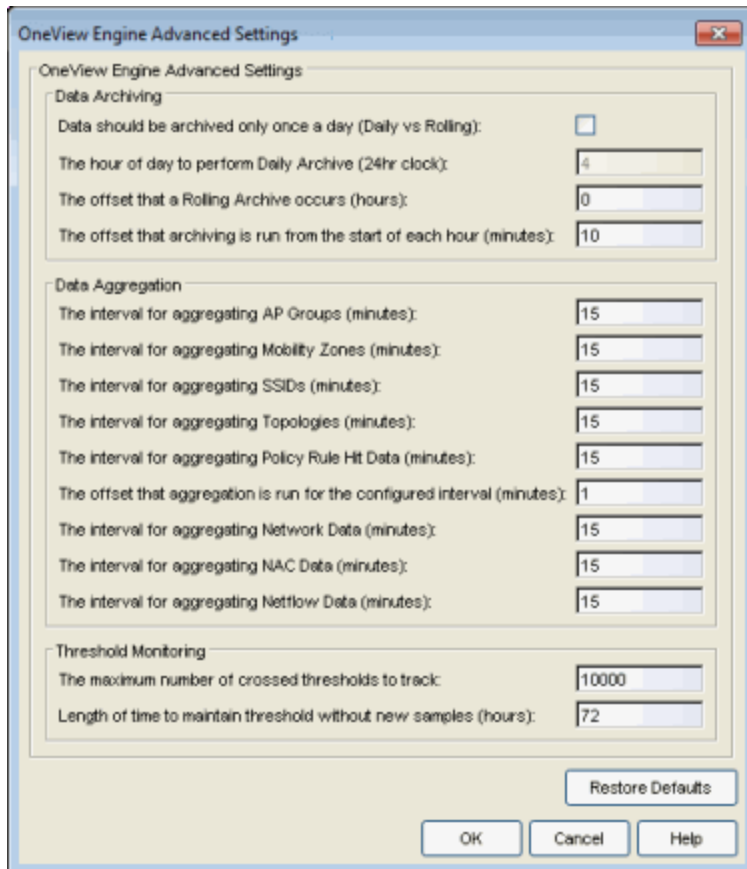 OneView Engine Advanced Settings
OneView Engine Advanced Settings
Data Archiving
Data should be archived only once a day (Daily vs Rolling):
The hour of day to perform Daily Archive (24hr clock): 4
The offset that a Rolling Archive occurs (hours): 0
The offset that archiving is run from the start of each hour (minutes): 10
Data Aggregation
The interval for aggregating AP Groups (minutes): 15
The interval for aggregating Mobility Zones (minutes): 15
The interval for aggregating SSIDs (minutes): 15
The interval for aggregating Topologies (minutes): 15
The interval for aggregating Policy Rule Hit Data (minutes): 15
The offset that aggregation is run for the configured interval (minutes): 1
The interval for aggregating Network Data (minutes): 15
The interval for aggregating NAC Data (minutes): 15
The interval for aggregating Netflow Data (minutes): 15
Threshold Monitoring
The maximum number of crossed thresholds to track: 10000
Length of time to maintain threshold without new samples (hours): 72
Restore Defaults
OK Cancel Help